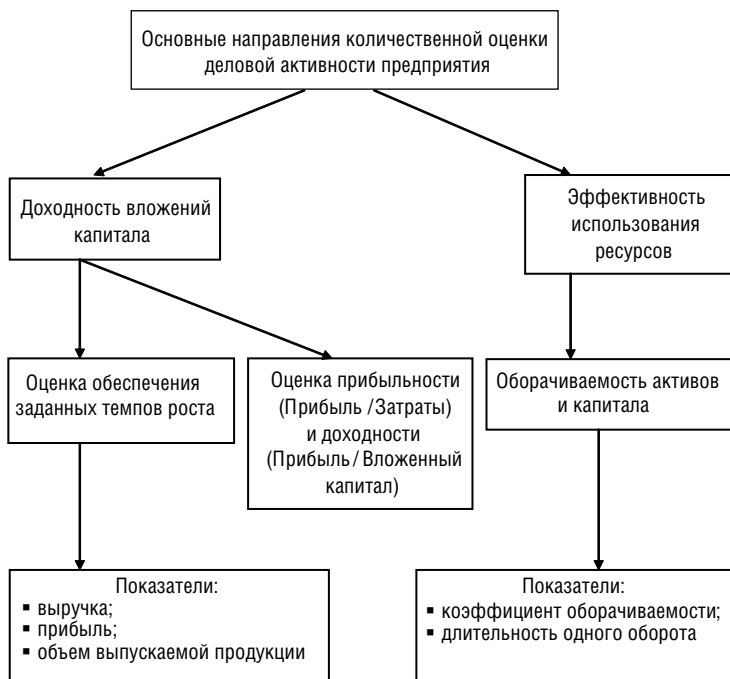 Основные направления количественной оценки
деловой активности предприятия
Доходность вложений
капитала
Эффективность
использования
ресурсов
Оценка обеспечения
заданных темпов роста
Оценка прибыльности
(Прибыль /Затраты)
и доходности
(Прибыль / Вложенный
капитал)
Оборачиваемость активов
и капитала
Показатели:
▪ выручка;
▪ прибыль;
▪ объем выпускаемой продукции
Показатели:
▪ коэффициент оборачиваемости;
▪ длительность одного оборота